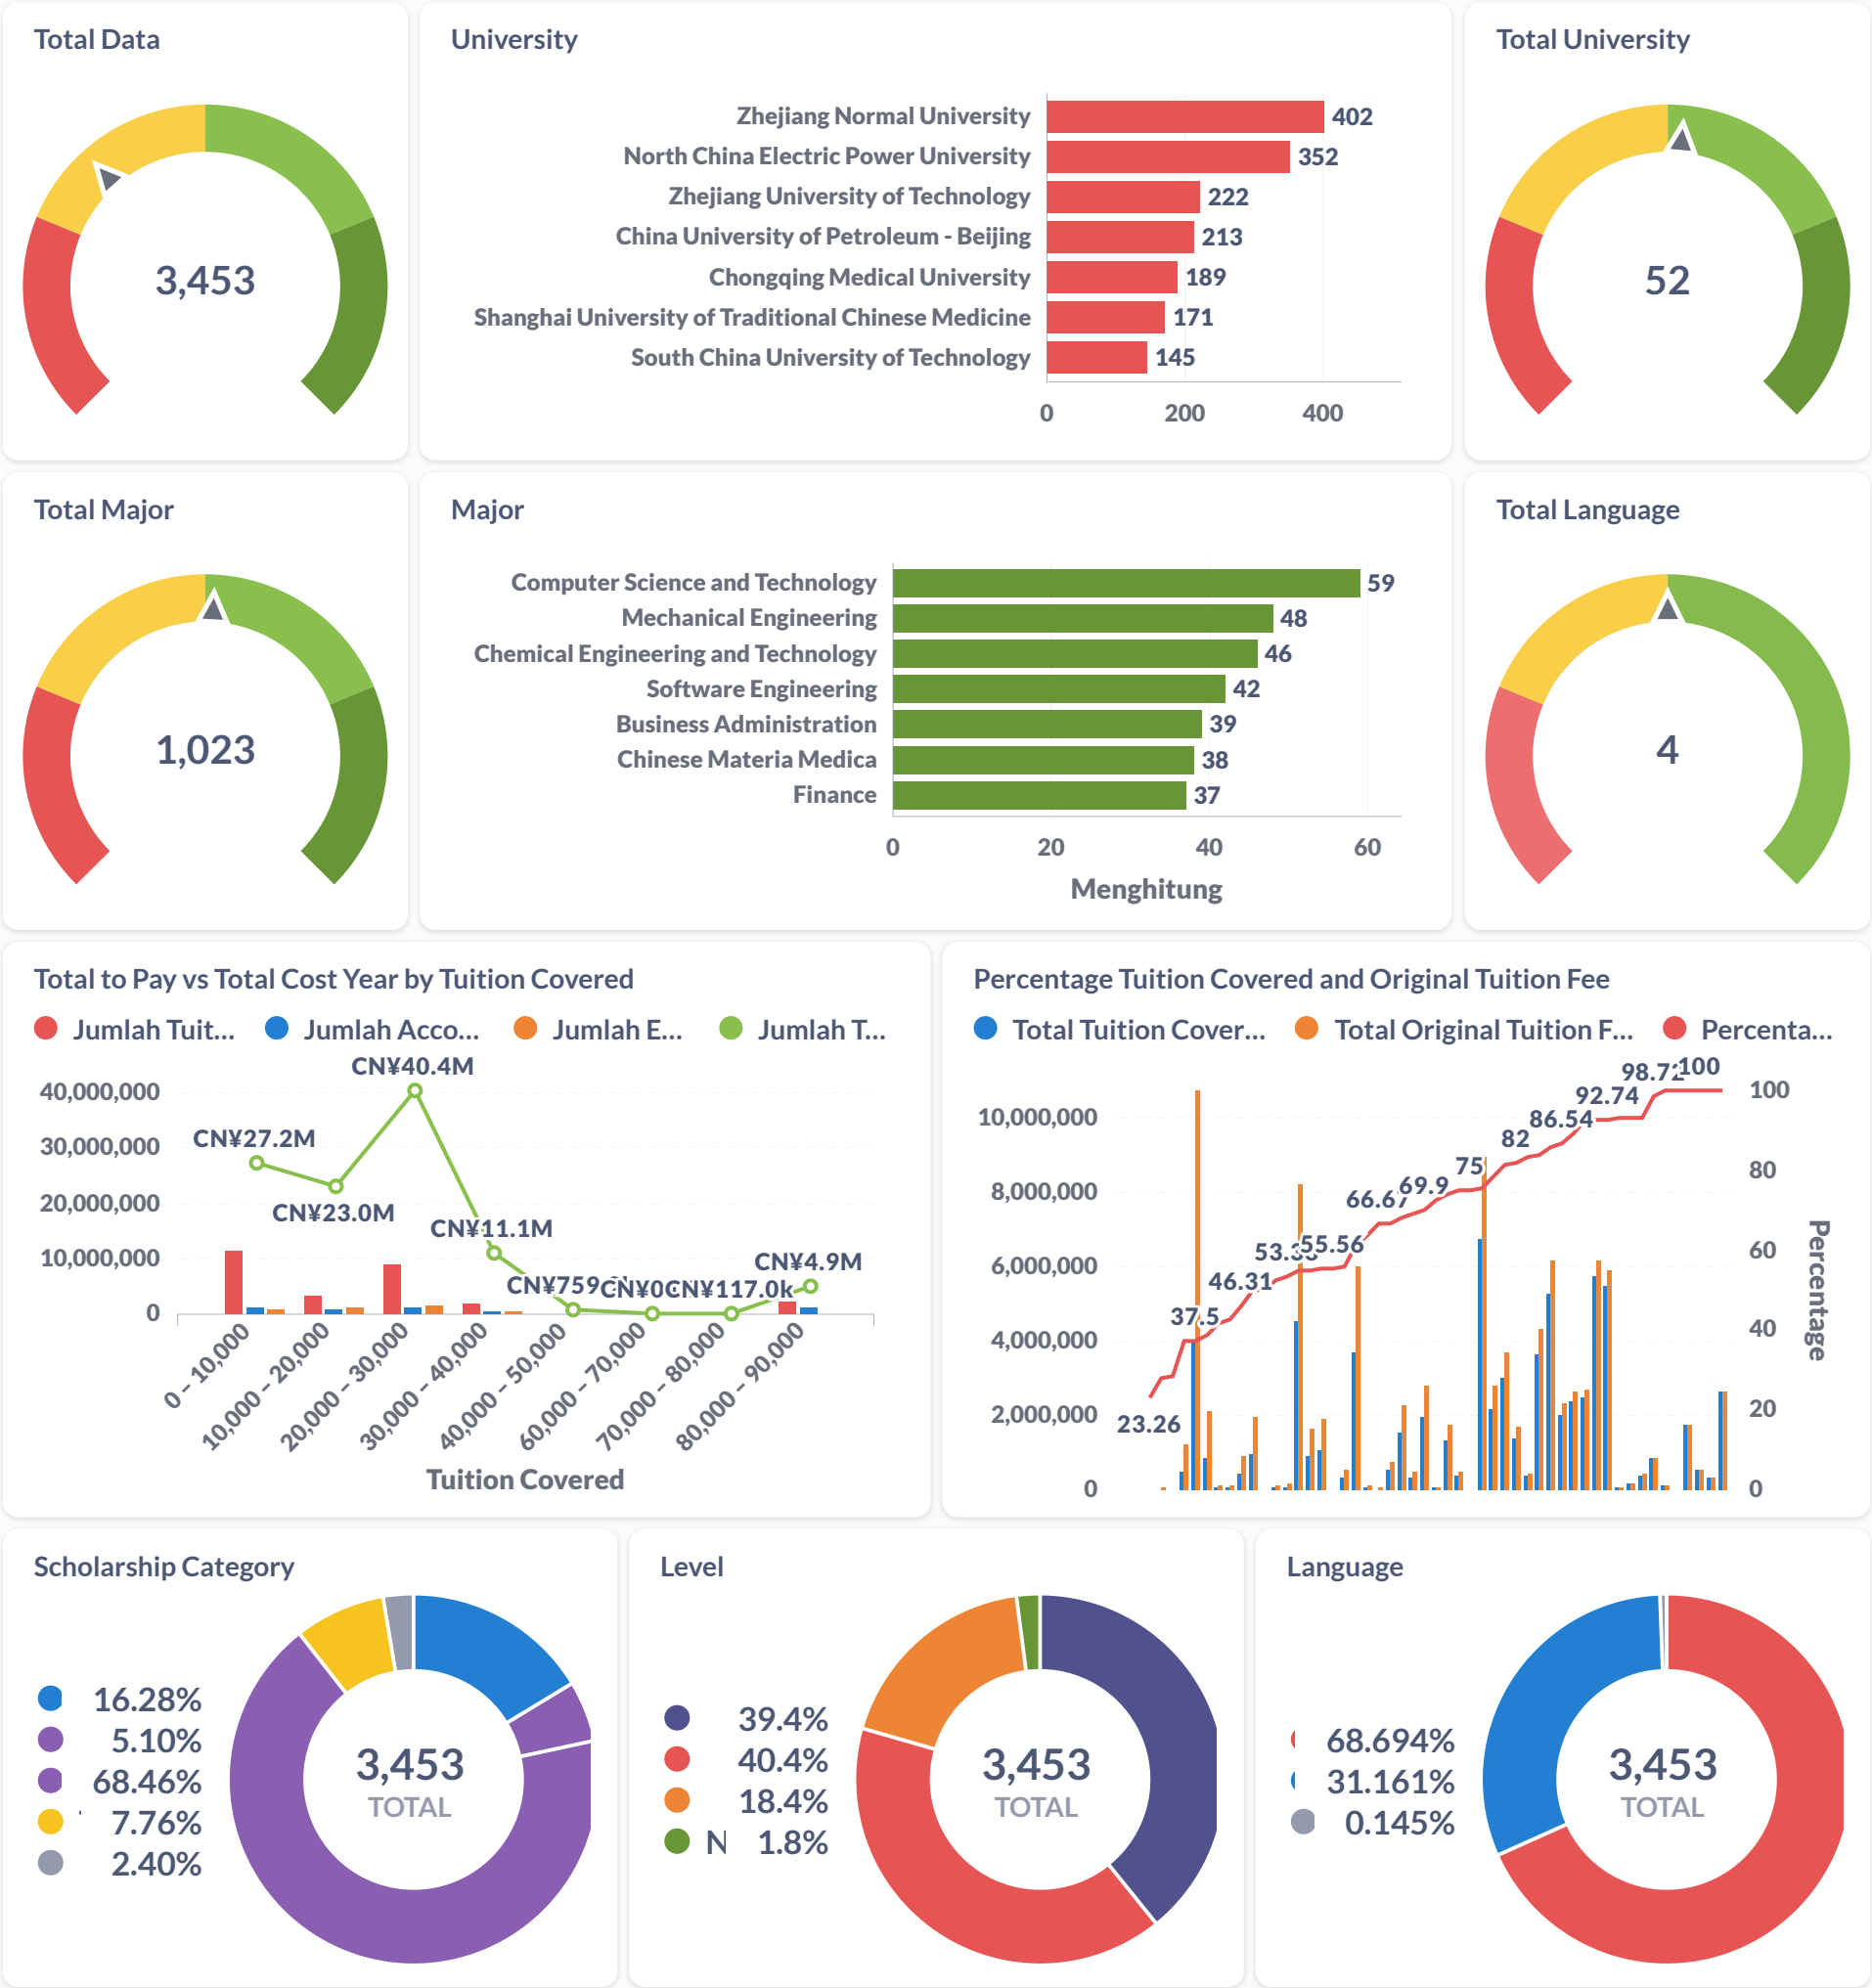 Total Data
3,453
University
Zhejiang Normal University 402
North China Electric Power University 352
Zhejiang University of Technology 222
China University of Petroleum - Beijing 213
Chongqing Medical University 189
Shanghai University of Traditional Chinese Medicine 171
South China University of Technology 145
0 200 400
Total University
52
Total Major
1,023
Major
Computer Science and Technology 59
Mechanical Engineering 48
Chemical Engineering and Technology 46
Software Engineering 42
Business Administration 39
Chinese Materia Medica 38
Finance 37
0 20 40 60
Menghitung
Total Language
4
Total to Pay vs Total Cost Year by Tuition Covered
Jumlah Tuit... Jumlah Acco... Jumlah E... Jumlah T...
40,000,000
30,000,000
20,000,000
10,000,000
0
CN¥27.2M
CN¥23.0M
CN¥40.4M
CN¥11.1M
CN¥759
CN¥0
CN¥117.0k
CN¥4.9M
0 – 10,000
10,000 – 20,000
20,000 – 30,000
30,000 – 40,000
40,000 – 50,000
60,000 – 70,000
70,000 – 80,000
80,000 – 90,000
Tuition Covered
Percentage Tuition Covered and Original Tuition Fee
Total Tuition Cover... Total Original Tuition F... Percenta...
10,000,000
8,000,000
6,000,000
4,000,000
2,000,000
0
23.26
37.5
46.31
55.56
66.67
69.9
75
82
86.54
92.74
98.72
100
100
80
60
40
20
0
Percentage
Scholarship Category
16.28%
5.10%
68.46%
7.76%
2.40%
3,453
TOTAL
Level
39.4%
40.4%
18.4%
N 1.8%
3,453
TOTAL
Language
68.694%
31.161%
0.145%
3,453
TOTAL